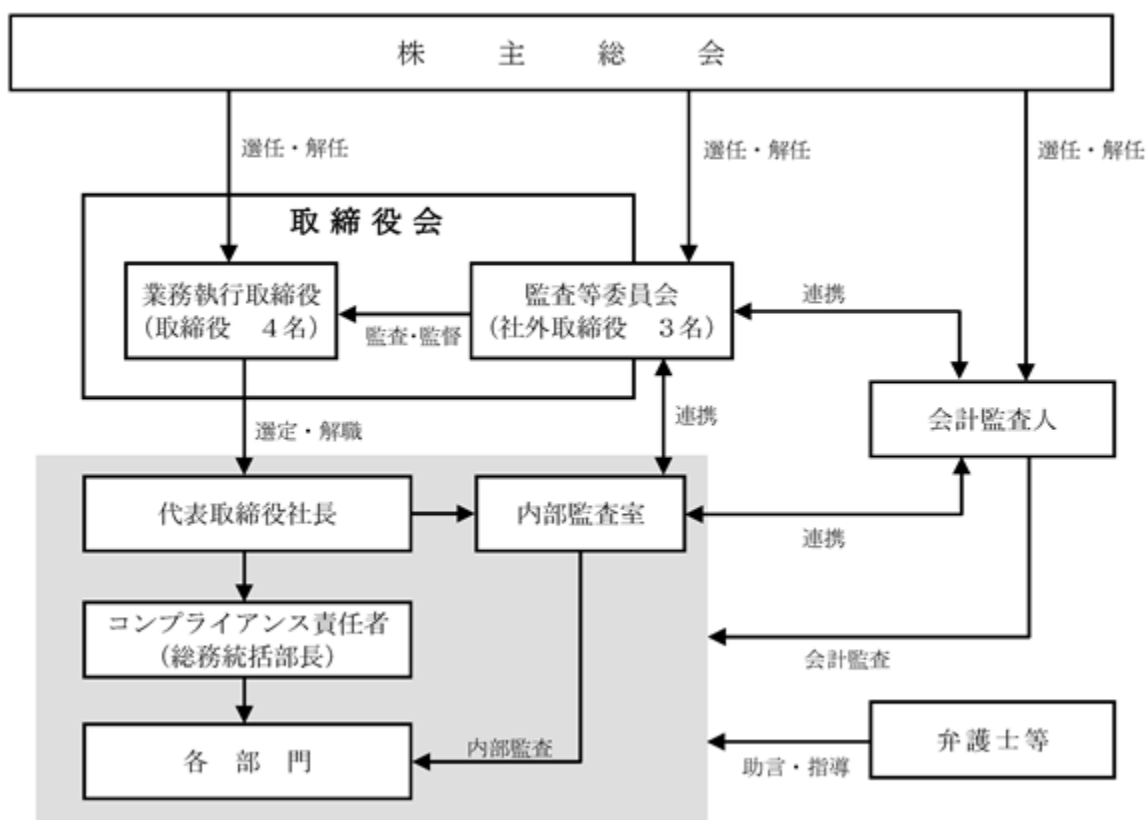 株主総会
選任・解任
選任・解任
選任・解任
取締役会
業務執行取締役
(取締役 4名)
監査等委員会
(社外取締役 3名)
監査・監督
連携
会計監査人
選定・解職
連携
代表取締役社長
内部監査室
連携
コンプライアンス責任者
(総務統括部長)
会計監査
各部門
内部監査
弁護士等
助言・指導